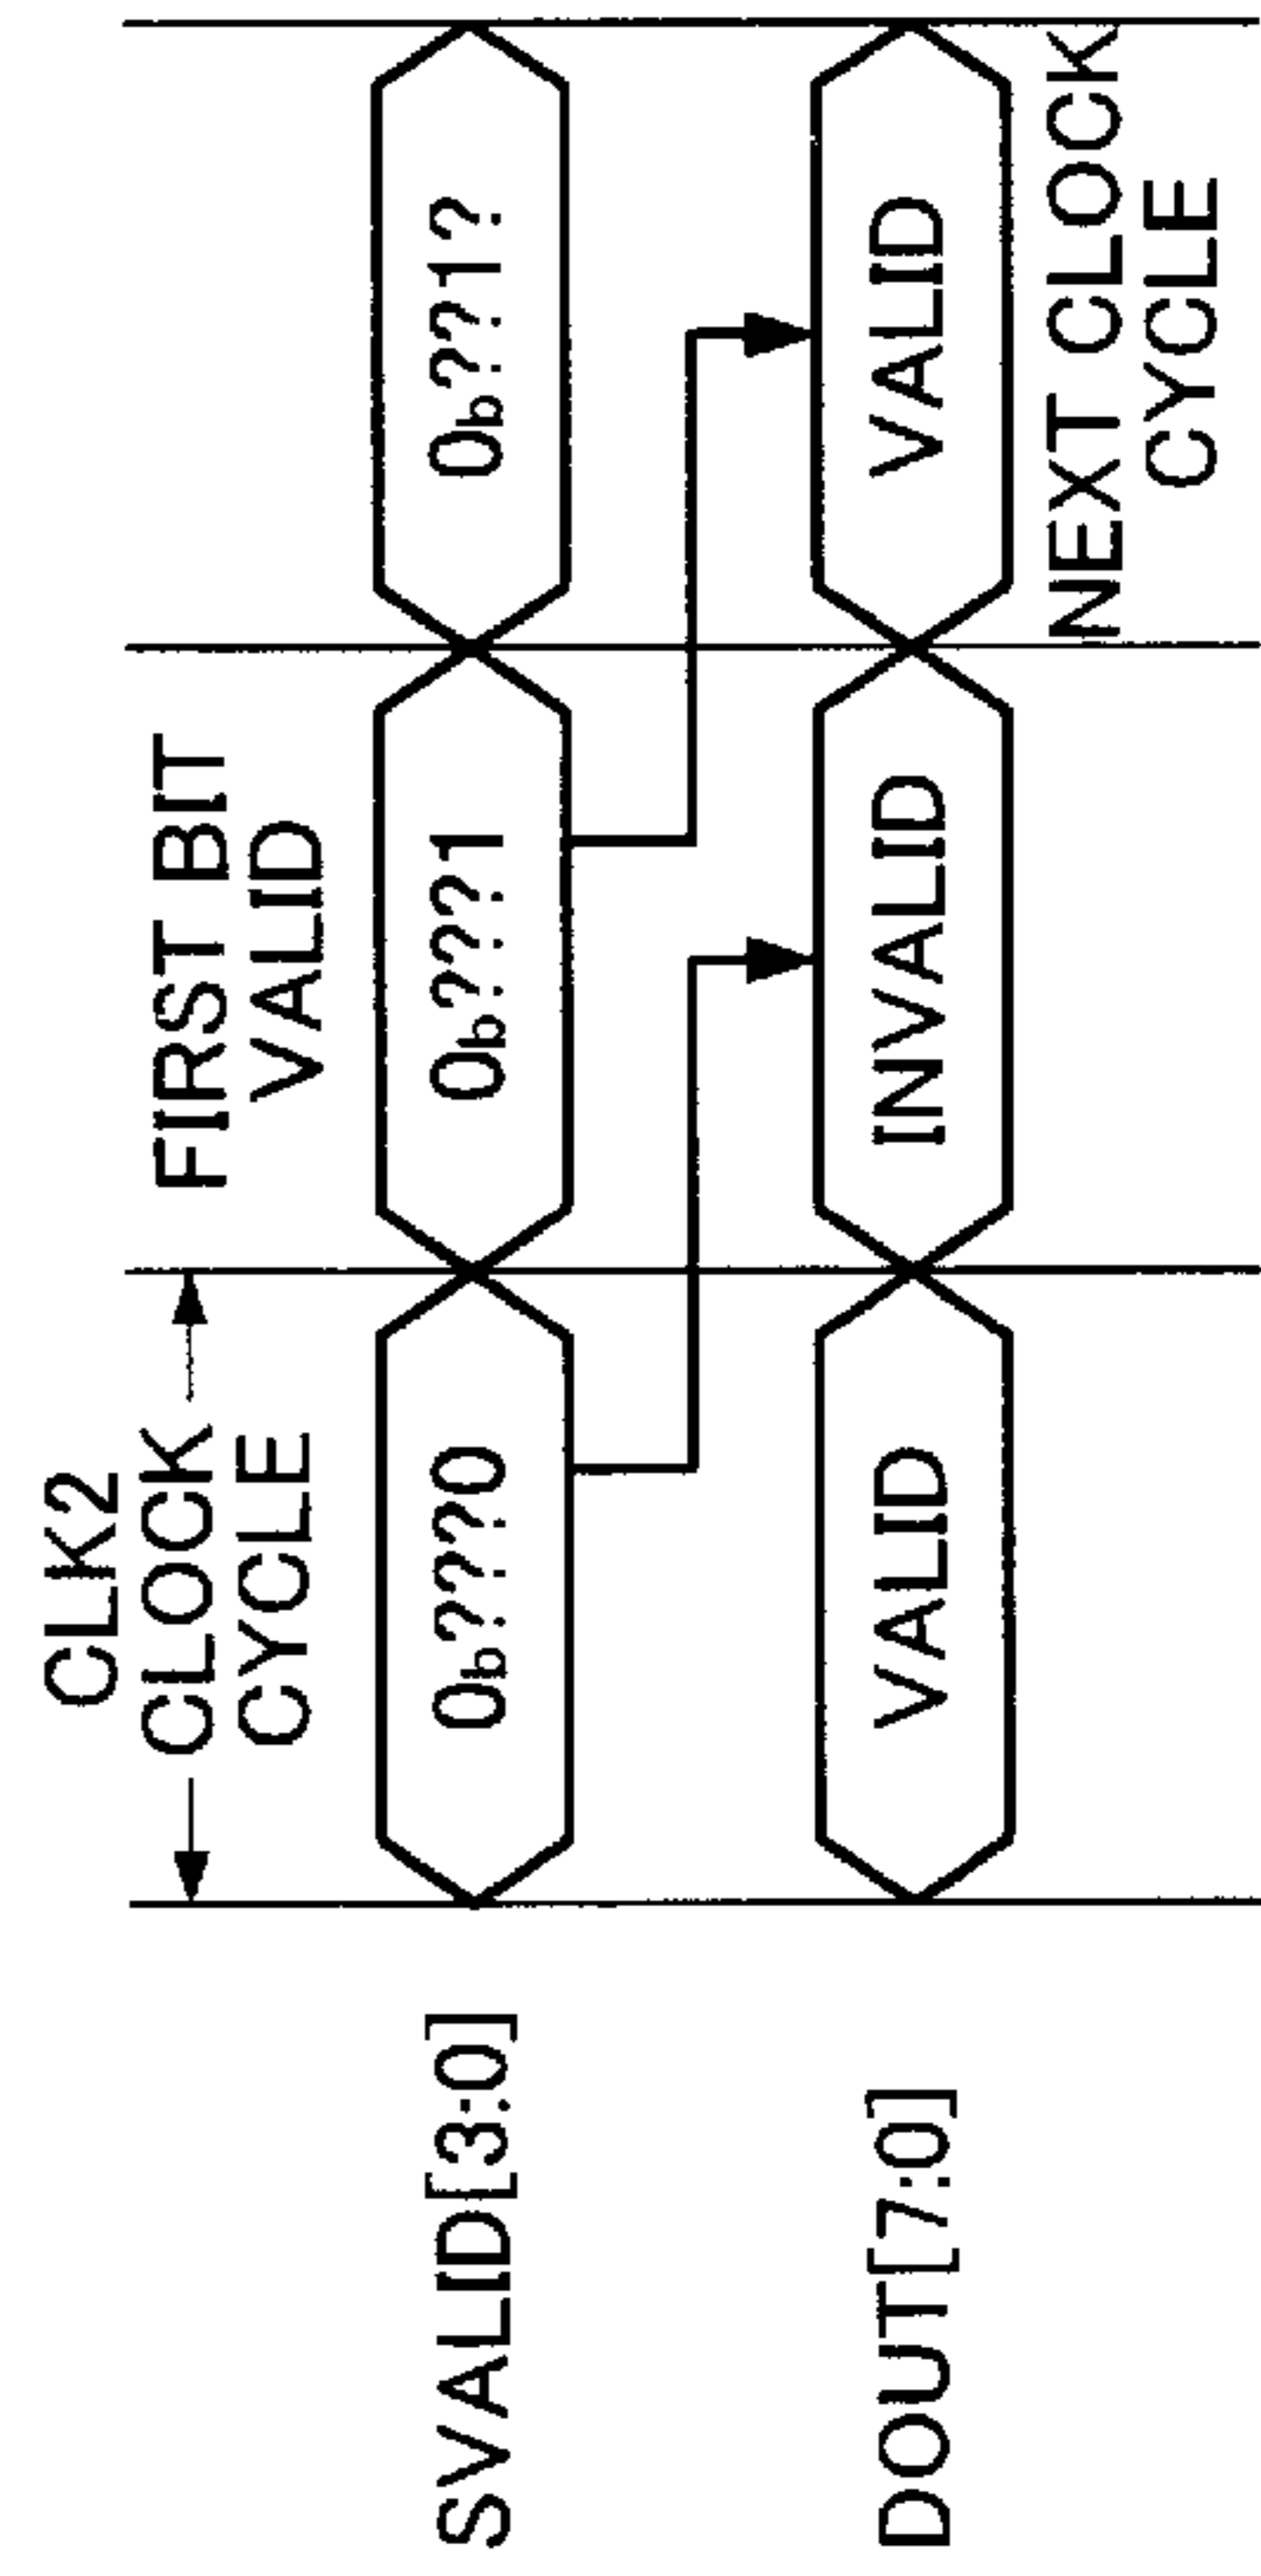 CLK2
CLOCK
CYCLE
FIRST BIT
VALID
SVALID[3:0]
0b???0
0b???1
0b??1?
DOUT[7:0]
VALID
INVALID
VALID
NEXT CLOCK
CYCLE